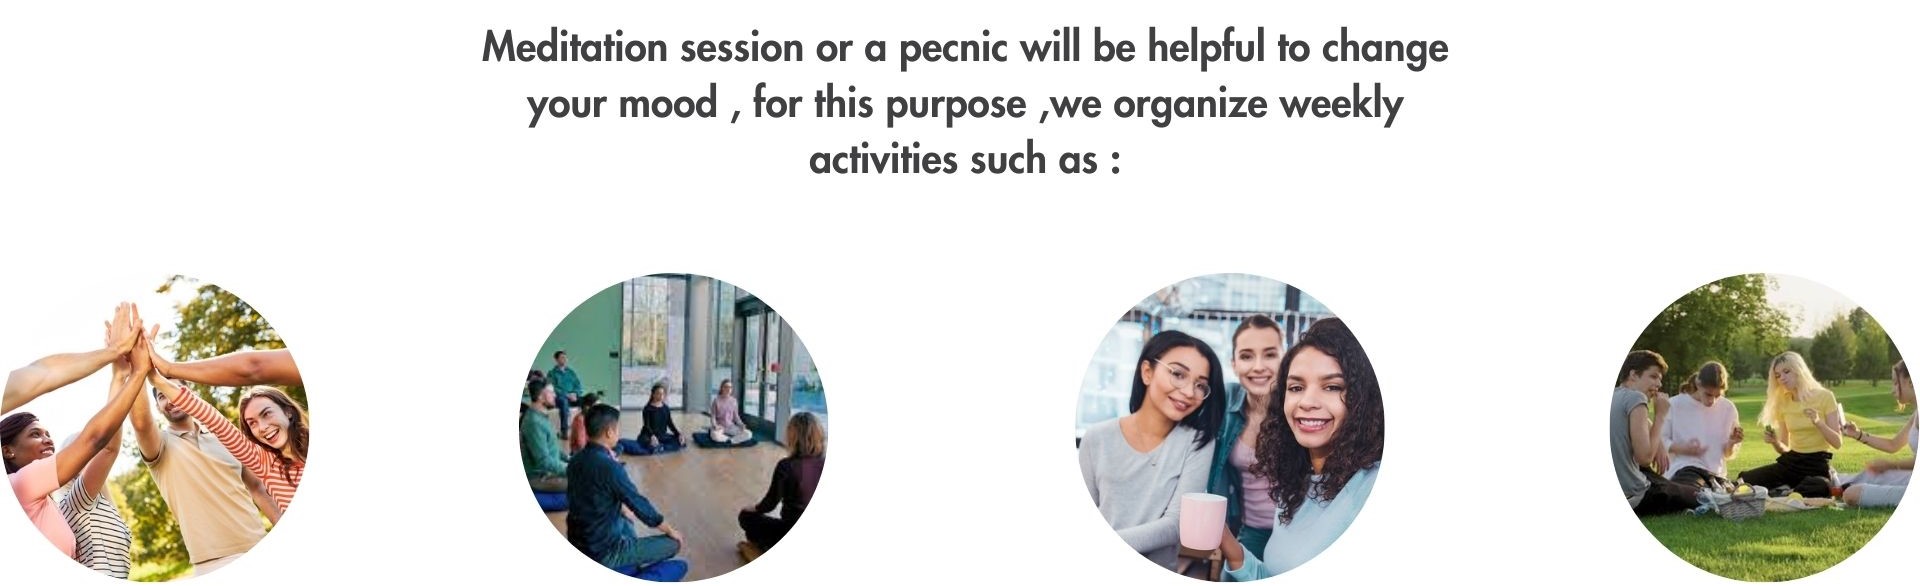 Meditation session or a pecnic will be helpful to change
your mood , for this purpose ,we organize weekly
activities such as :